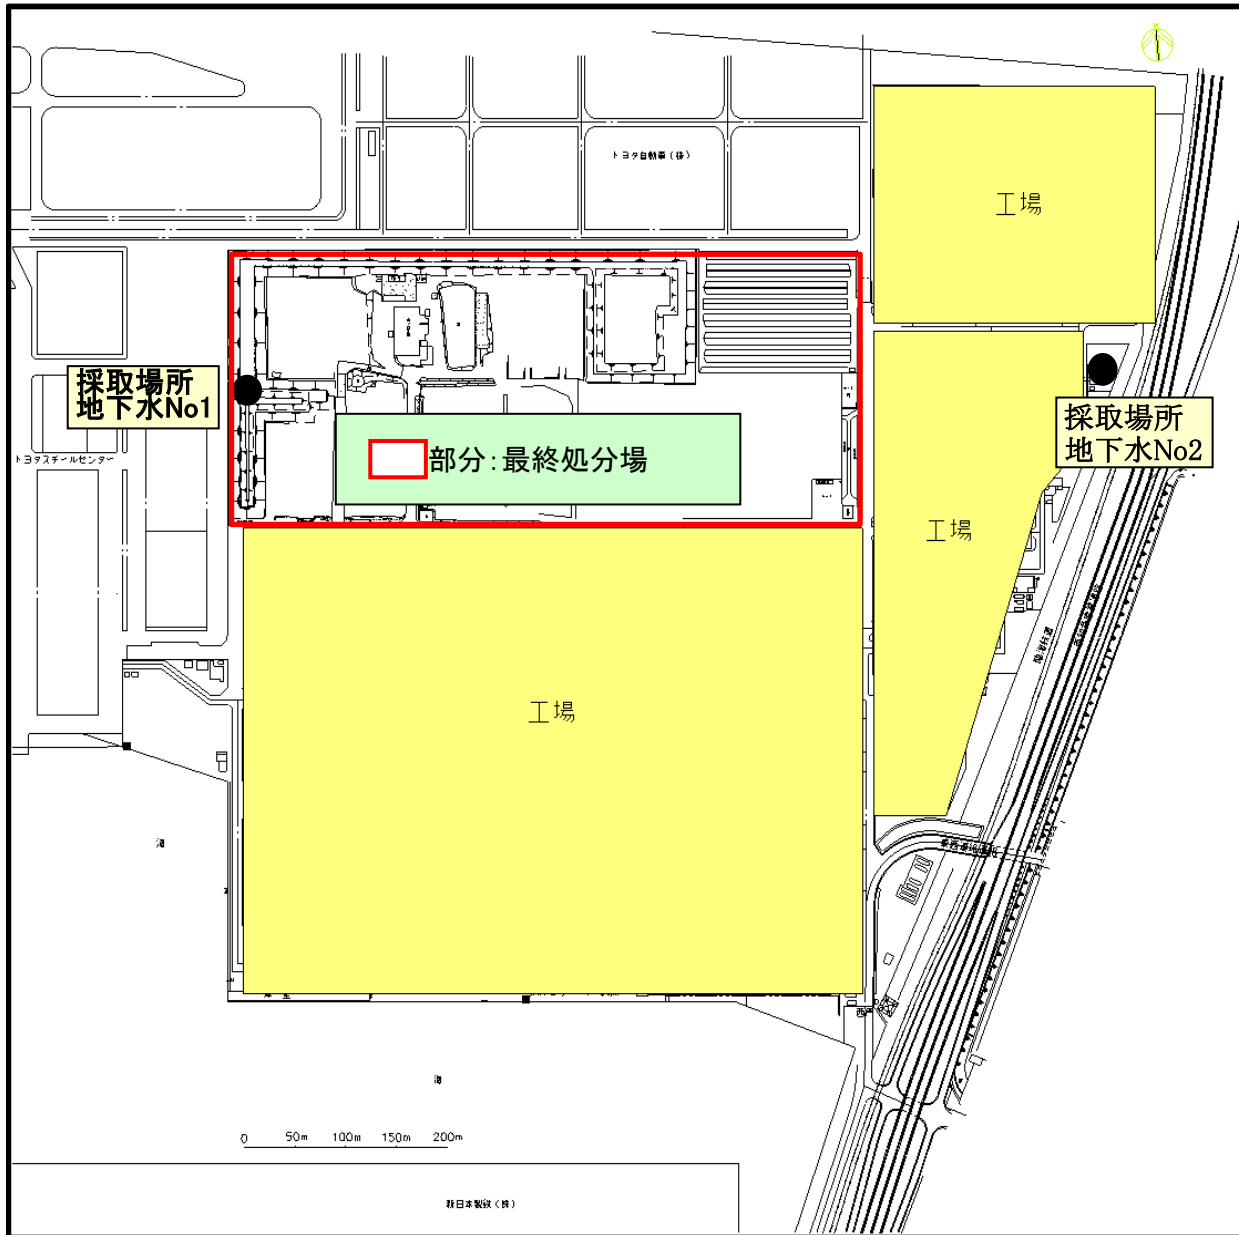 トヨタ自動車(株)
工場
採取場所
地下水No1
採取場所
地下水No2
トヨタスチールセンター
部分:最終処分場
工場
工場
海
海
0 50m 100m 150m 200m
新日本製鉄(株)